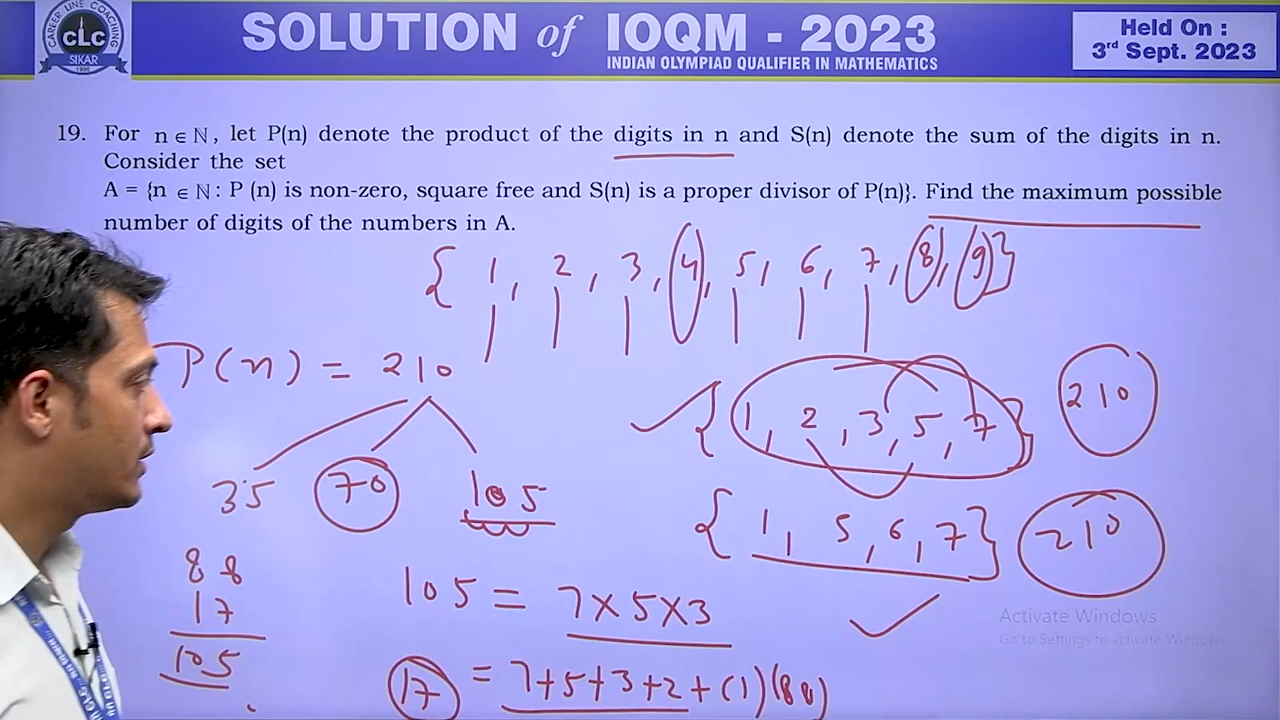 CAREER LINE COACHING
CLC
SIKAR
1996
SOLUTION of IOQM - 2023
INDIAN OLYMPIAD QUALIFIER IN MATHEMATICS
Held On :
3rd Sept. 2023
19. For n ∈ ℕ, let P(n) denote the product of the digits in n and S(n) denote the sum of the digits in n.
Consider the set
A = {n ∈ ℕ: P (n) is non-zero, square free and S(n) is a proper divisor of P(n)}. Find the maximum possible
number of digits of the numbers in A.
{ 1, 2, 3, 4, 5, 6, 7, 8, 9 }
P(n) = 210
{ 1, 2, 3, 5, 7 } 210
35 70 105
{ 1, 5, 6, 7 } 210
88
17
105
105 = 7×5×3
17 = 7+5+3+2+(1)(88)
Activate Windows
Go to Settings to activate Windows.